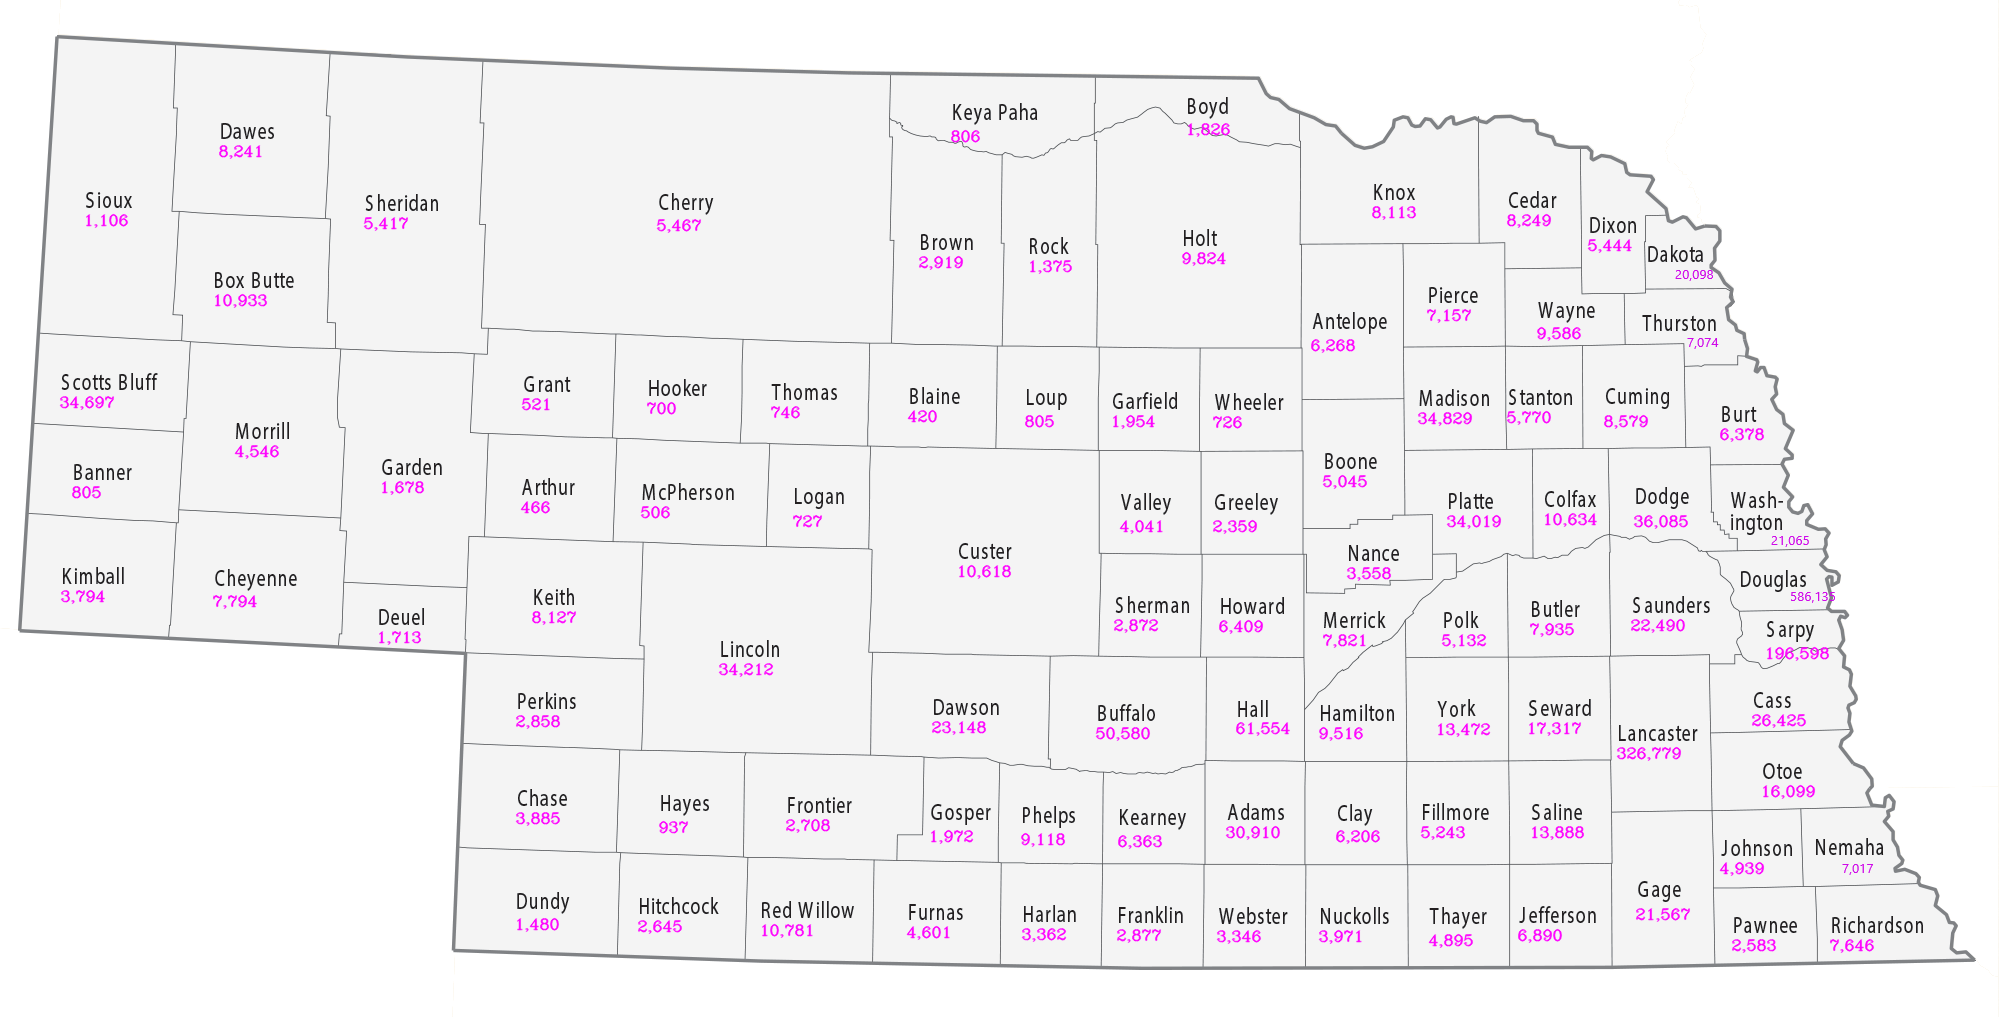 Keya Paha
806
Boyd
1,826
Dawes
8,241
Sioux
1,106
Sheridan
5,417
Cherry
5,467
Knox
8,113
Cedar
8,249
Dixon
5,444
Dakota
20,098
Brown
2,919
Rock
1,375
Holt
9,824
Box Butte
10,933
Pierce
7,157
Wayne
9,586
Thurston
7,074
Antelope
6,268
Scotts Bluff
34,697
Grant
521
Hooker
700
Thomas
746
Blaine
420
Loup
805
Garfield
1,954
Wheeler
726
Madison
34,829
Stanton
5,770
Cuming
8,579
Burt
6,378
Morrill
4,546
Banner
805
Garden
1,678
Arthur
466
McPherson
506
Logan
727
Boone
5,045
Valley
4,041
Greeley
2,359
Platte
34,019
Colfax
10,634
Dodge
36,085
Wash-
ington
21,065
Custer
10,618
Nance
3,558
Douglas
586,135
Kimball
3,794
Cheyenne
7,794
Deuel
1,713
Keith
8,127
Sherman
2,872
Howard
6,409
Merrick
7,821
Polk
5,132
Butler
7,935
Saunders
22,490
Sarpy
196,598
Lincoln
34,212
Perkins
2,858
Dawson
23,148
Buffalo
50,580
Hall
61,554
Hamilton
9,516
York
13,472
Seward
17,317
Lancaster
326,779
Cass
26,425
Otoe
16,099
Chase
3,885
Hayes
937
Frontier
2,708
Gosper
1,972
Phelps
9,118
Kearney
6,363
Adams
30,910
Clay
6,206
Fillmore
5,243
Saline
13,888
Johnson
4,939
Nemaha
7,017
Dundy
1,480
Hitchcock
2,645
Red Willow
10,781
Furnas
4,601
Harlan
3,362
Franklin
2,877
Webster
3,346
Nuckolls
3,971
Thayer
4,895
Jefferson
6,890
Gage
21,567
Pawnee
2,583
Richardson
7,646